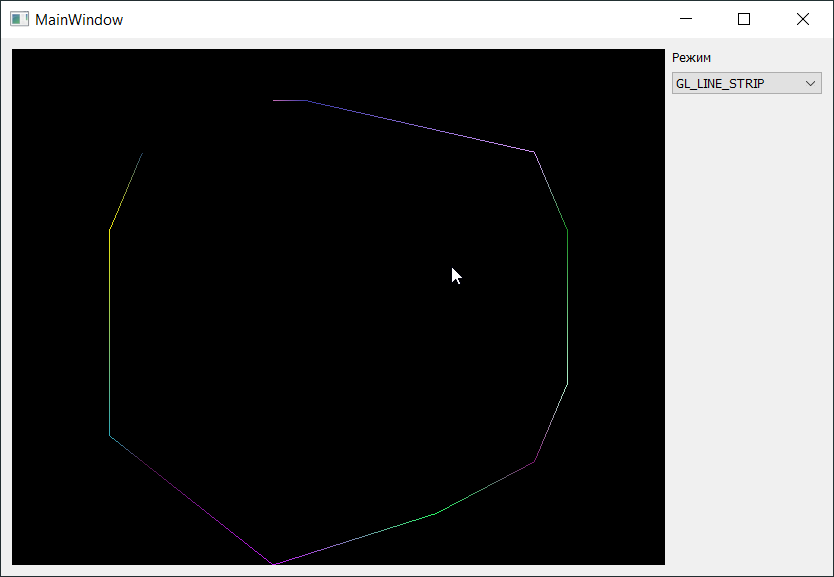 MainWindow
Режим
GL_LINE_STRIP